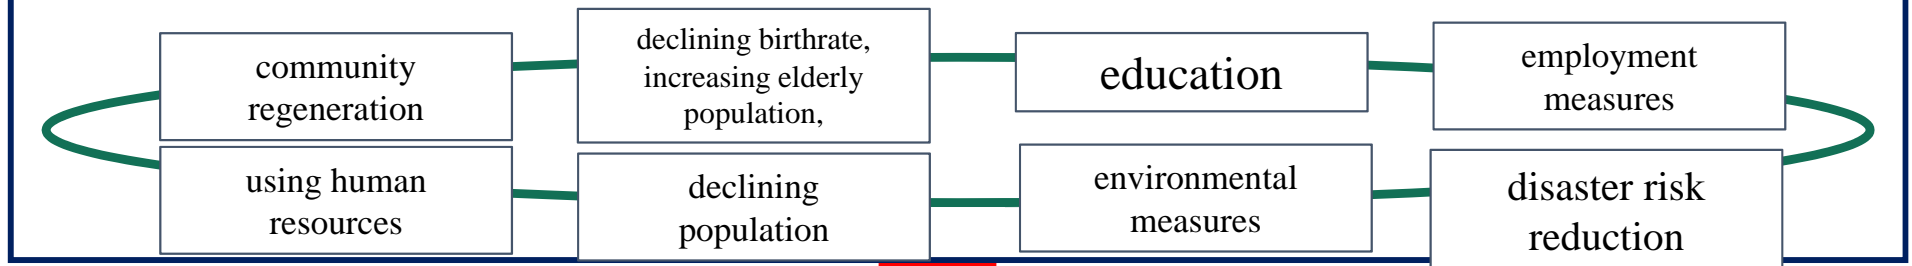 community
regeneration
declining birthrate,
increasing elderly
population,
education
employment
measures
using human
resources
declining
population
environmental
measures
disaster risk
reduction